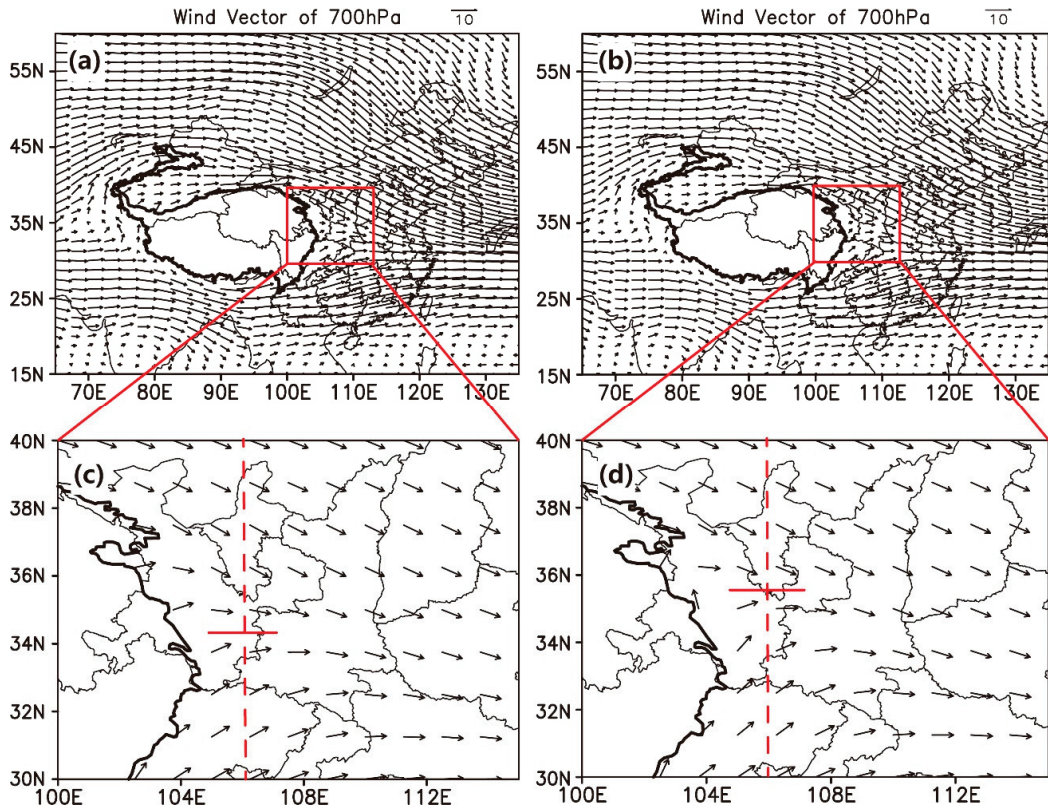 Wind Vector of 700hPa
10
Wind Vector of 700hPa
10
(a)
55N
45N
35N
25N
15N
70E 80E 90E 100E 110E 120E 130E
(b)
55N
45N
35N
25N
15N
70E 80E 90E 100E 110E 120E 130E
(c)
40N
38N
36N
34N
32N
30N
100E 104E 108E 112E
(d)
40N
38N
36N
34N
32N
30N
100E 104E 108E 112E